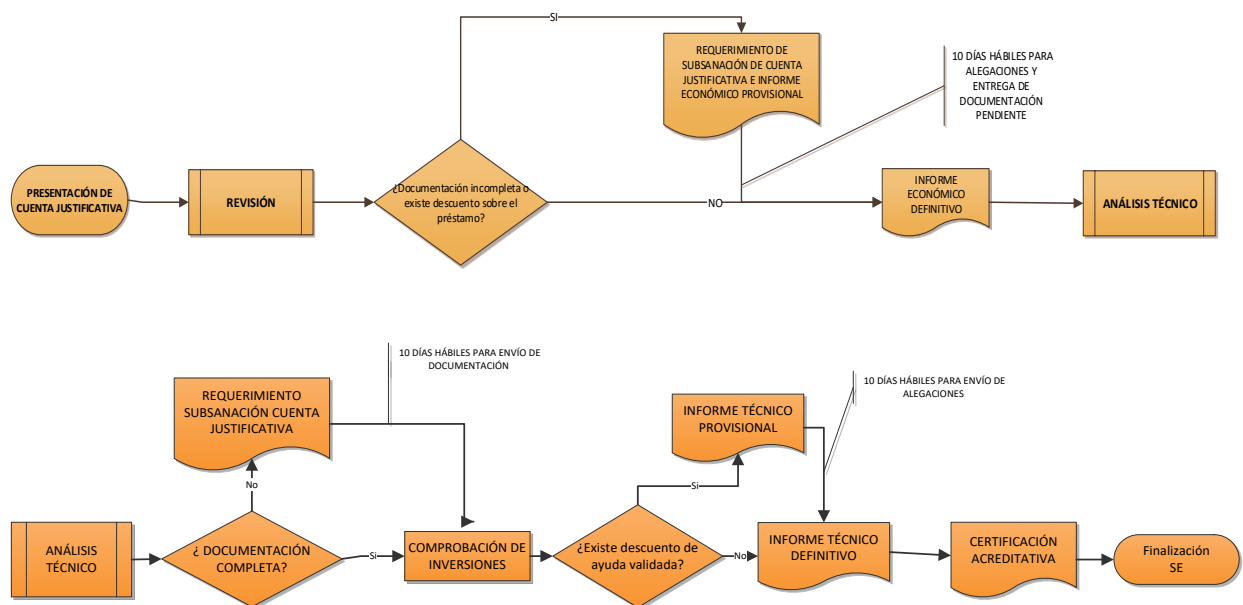 SI
REQUERIMIENTO DE
SUBSANACIÓN DE CUENTA
JUSTIFICATIVA E INFORME
ECONÓMICO PROVISIONAL
10 DÍAS HÁBILES PARA
ALEGACIONES Y
ENTREGA DE
DOCUMENTACIÓN
PENDIENTE
PRESENTACIÓN DE
CUENTA JUSTIFICATIVA
REVISIÓN
¿Documentación incompleta o
existe descuento sobre el
préstamo?
NO
INFORME
ECONÓMICO
DEFINITIVO
ANÁLISIS TÉCNICO
10 DÍAS HÁBILES PARA ENVÍO DE
DOCUMENTACIÓN
REQUERIMIENTO
SUBSANACIÓN CUENTA
JUSTIFICATIVA
INFORME TÉCNICO
PROVISIONAL
10 DÍAS HÁBILES PARA ENVÍO DE
ALEGACIONES
No
Si
ANÁLISIS
TÉCNICO
¿ DOCUMENTACIÓN
COMPLETA?
Si
COMPROBACIÓN DE
INVERSIONES
¿Existe descuento de
ayuda validada?
No
INFORME TÉCNICO
DEFINITIVO
CERTIFICACIÓN
ACREDITATIVA
Finalización
SE